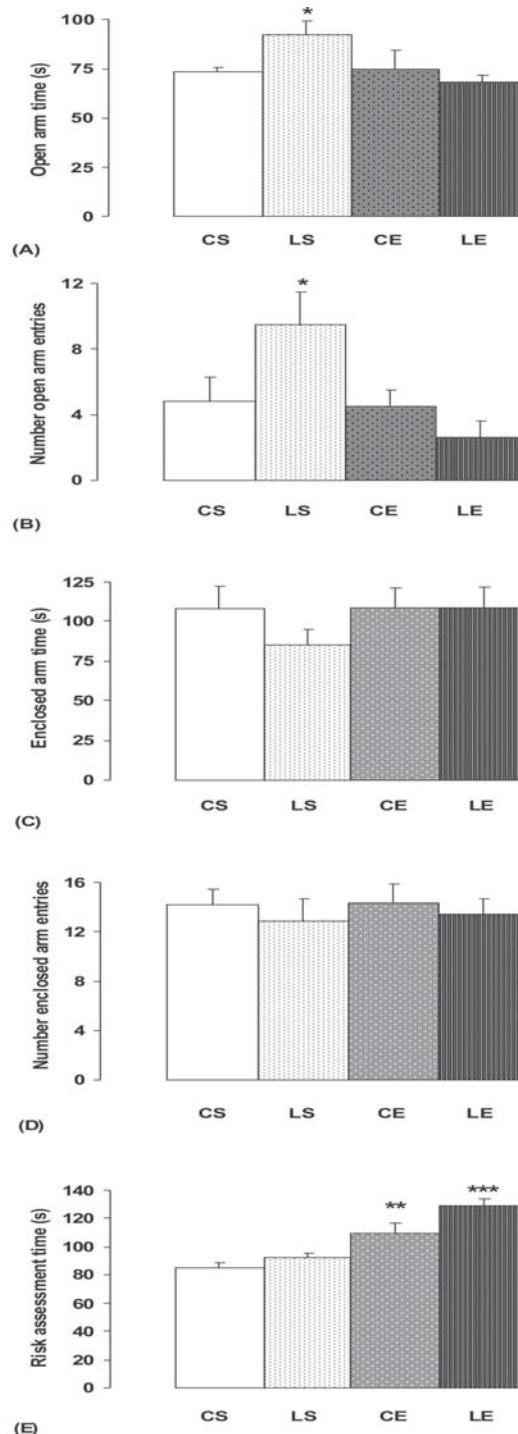 100
*
75
50
25
0
Open arm time (s)
CS LS CE LE
(A)
12
*
8
4
0
Number open arm entries
CS LS CE LE
(B)
125
100
75
50
25
0
Enclosed arm time (s)
CS LS CE LE
(C)
16
12
8
4
0
Number enclosed arm entries
CS LS CE LE
(D)
140
***
120
**
100
80
60
40
20
0
Risk assessment time (s)
CS LS CE LE
(E)